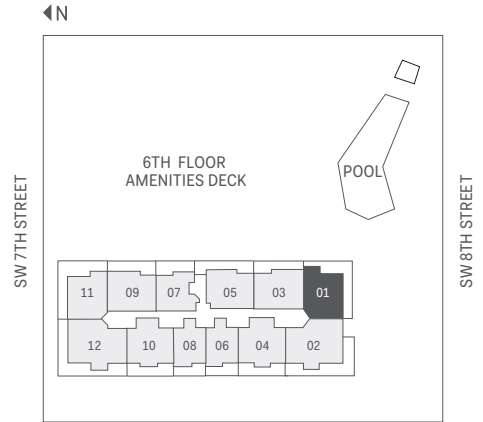 N
6TH FLOOR
AMENITIES DECK
POOL
SW 7TH STREET
SW 8TH STREET
11 09 07 05 03 01
12 10 08 06 04 02